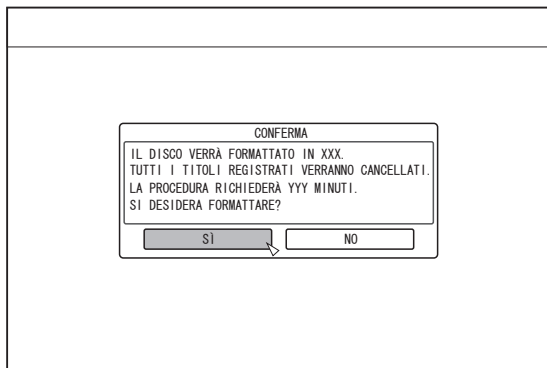 CONFERMA
IL DISCO VERRÀ FORMATTATO IN XXX.
TUTTI I TITOLI REGISTRATI VERRANNO CANCELLATI.
LA PROCEDURA RICHIEDERÀ YYY MINUTI.
SI DESIDERA FORMATTARE?
SÌ NO